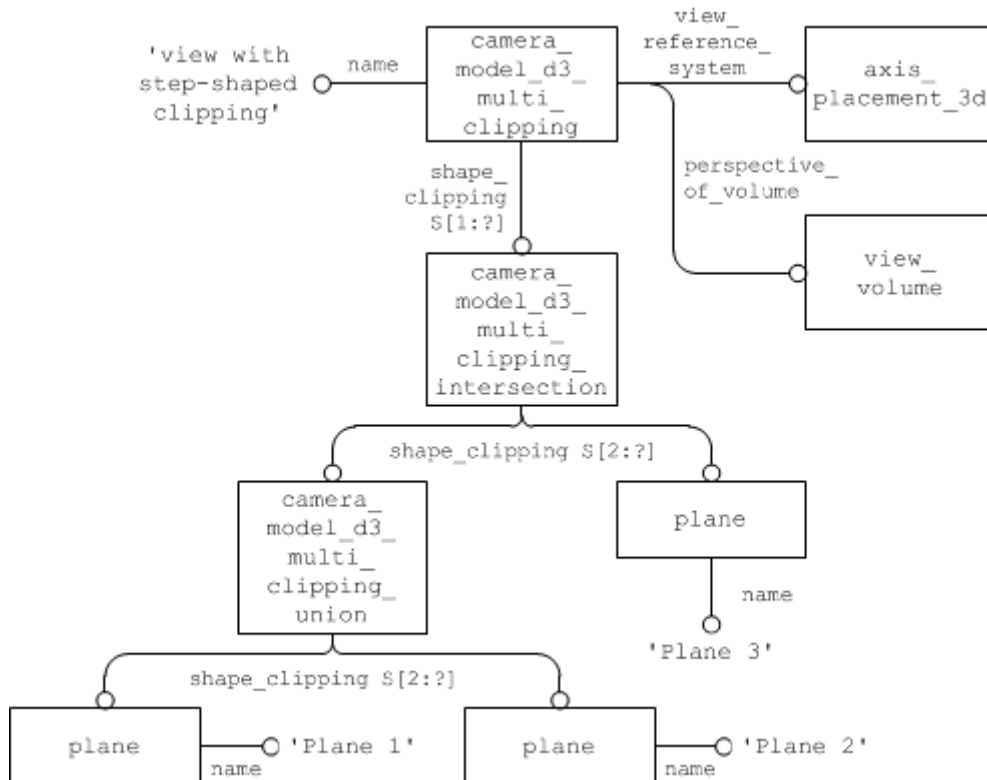 'view with
step-shaped
clipping'
name
camera_
model_d3_
multi_
clipping
view_
reference_
system
axis_
placement_3d
perspective_
of_volume
view_
volume
shape_
clipping
S[1:?]
camera_
model_d3_
multi_
clipping_
intersection
shape_clipping S[2:?]
camera_
model_d3_
multi_
clipping_
union
plane
name
'Plane 3'
shape_clipping S[2:?]
plane
name
'Plane 1'
plane
name
'Plane 2'